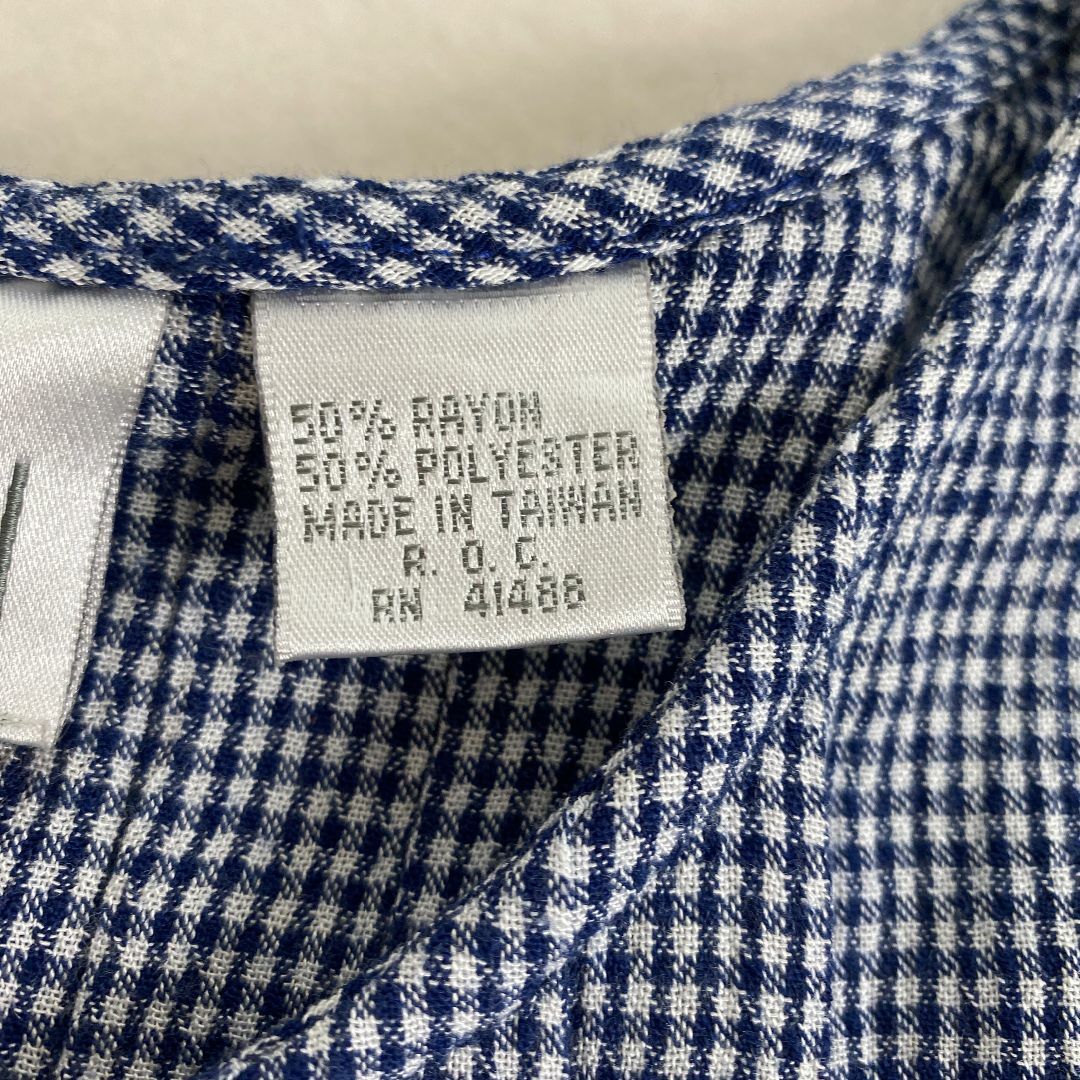 50% RAYON
50% POLYESTER
MADE IN TAIWAN
R. O. C.
RN 41488